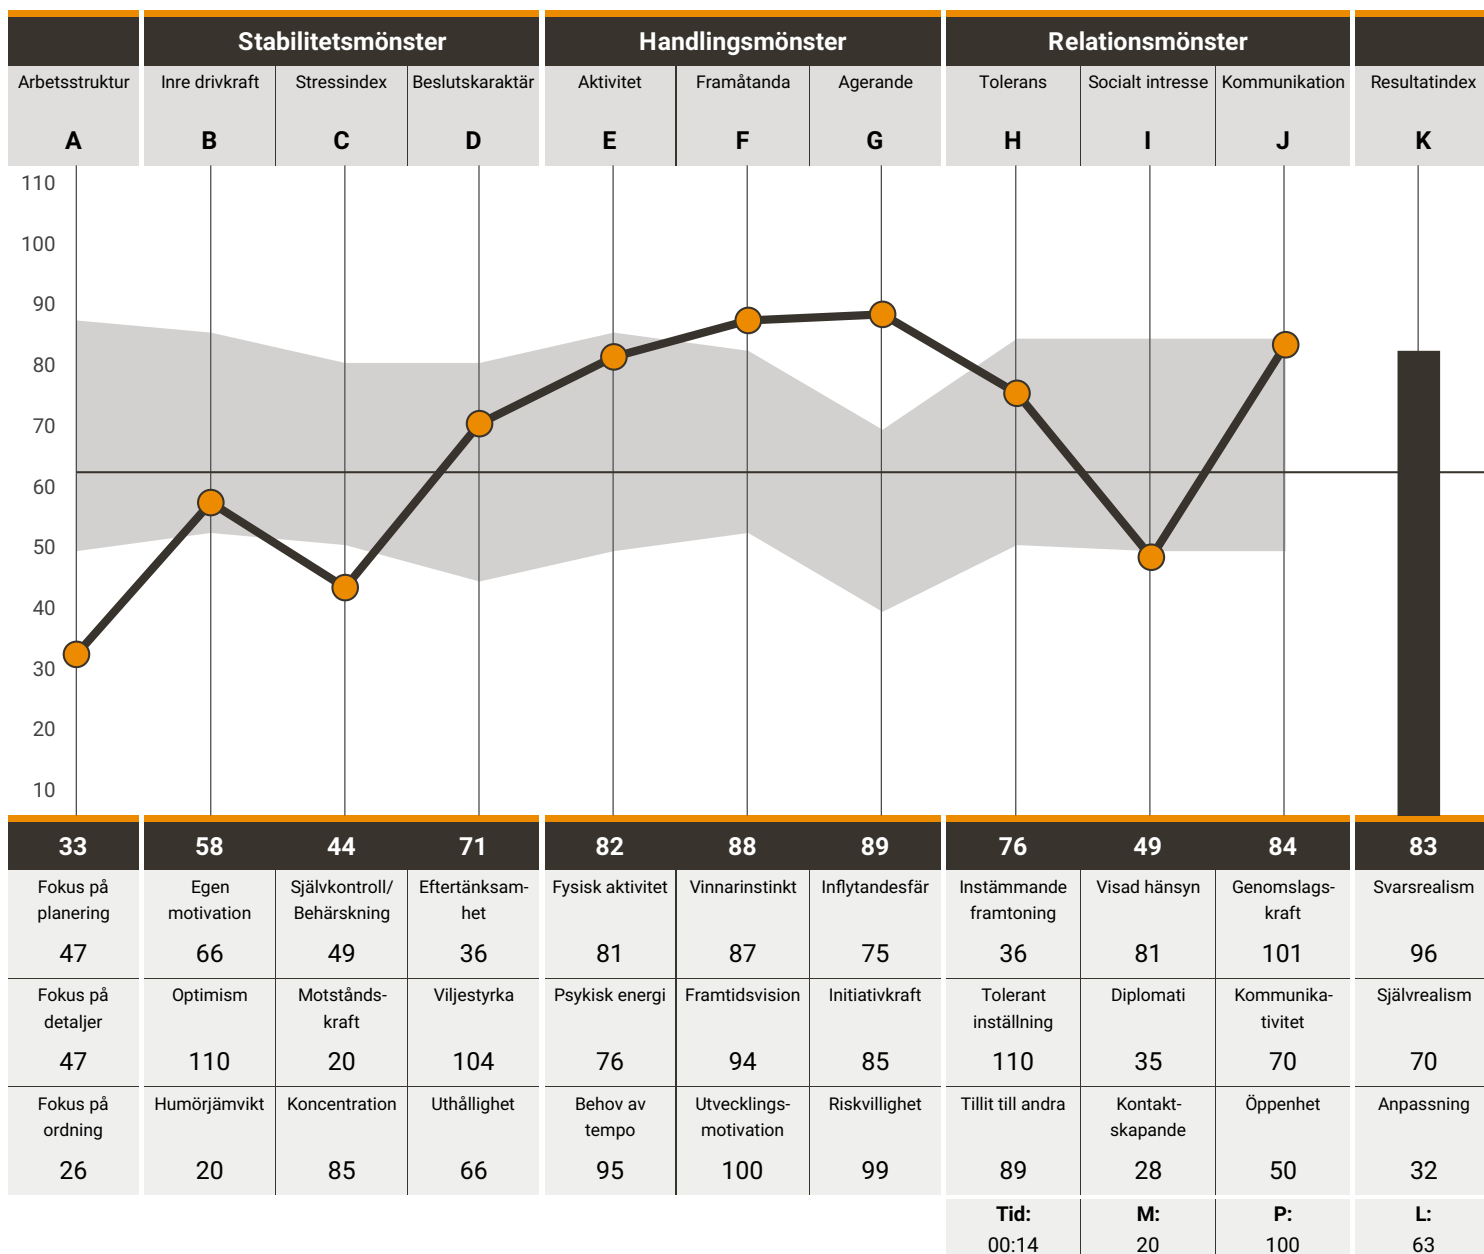 Stabilitetsmönster Handlingsmönster Relationsmönster
Arbetsstruktur Inre drivkraft Stressindex Beslutskaraktär Aktivitet Framåtanda Agerande Tolerans Socialt intresse Kommunikation Resultatindex
A B C D E F G H I J K
110
100
90
80
70
60
50
40
30
20
10
33 58 44 71 82 88 89 76 49 84 83
Fokus på Egen Självkontroll/ Eftertänksam- Fysisk aktivitet Vinnarinstinkt Inflytandesfär Instämmande Visad hänsyn Genomslags- Svarsrealism
planering motivation Behärskning het framtoning kraft
47 66 49 36 81 87 75 36 81 101 96
Fokus på Optimism Motstånds- Viljestyrka Psykisk energi Framtidsvision Initiativkraft Tolerant Diplomati Kommunika- Självrealism
detaljer kraft inställning tivitet
47 110 20 104 76 94 85 110 35 70 70
Fokus på Humörjämvikt Koncentration Uthållighet Behov av Utvecklings- Riskvillighet Tillit till andra Kontakt- Öppenhet Anpassning
ordning tempo motivation skapande
26 20 85 66 95 100 99 89 28 50 32
Tid: M: P: L:
00:14 20 100 63